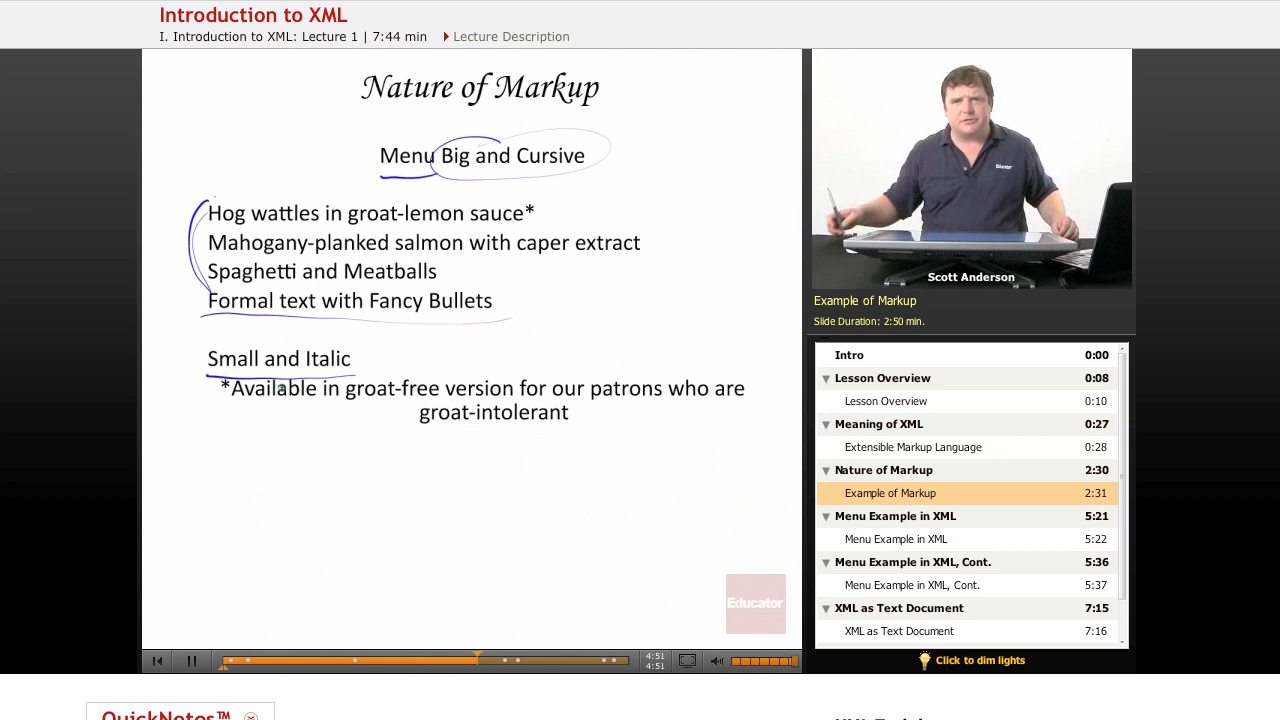 Introduction to XML
I. Introduction to XML: Lecture 1 | 7:44 min Lecture Description
Nature of Markup
Menu Big and Cursive
Hog wattles in groat-lemon sauce*
Mahogany-planked salmon with caper extract
Spaghetti and Meatballs
Formal text with Fancy Bullets
Small and Italic
*Available in groat-free version for our patrons who are
groat-intolerant
Educator
4:51
4:51
Educator
Scott Anderson
Example of Markup
Slide Duration: 2:50 min.
Intro 0:00
Lesson Overview 0:08
Lesson Overview 0:10
Meaning of XML 0:27
Extensible Markup Language 0:28
Nature of Markup 2:30
Example of Markup 2:31
Menu Example in XML 5:21
Menu Example in XML 5:22
Menu Example in XML, Cont. 5:36
Menu Example in XML, Cont. 5:37
XML as Text Document 7:15
XML as Text Document 7:16
Click to dim lights
QuickNotes™